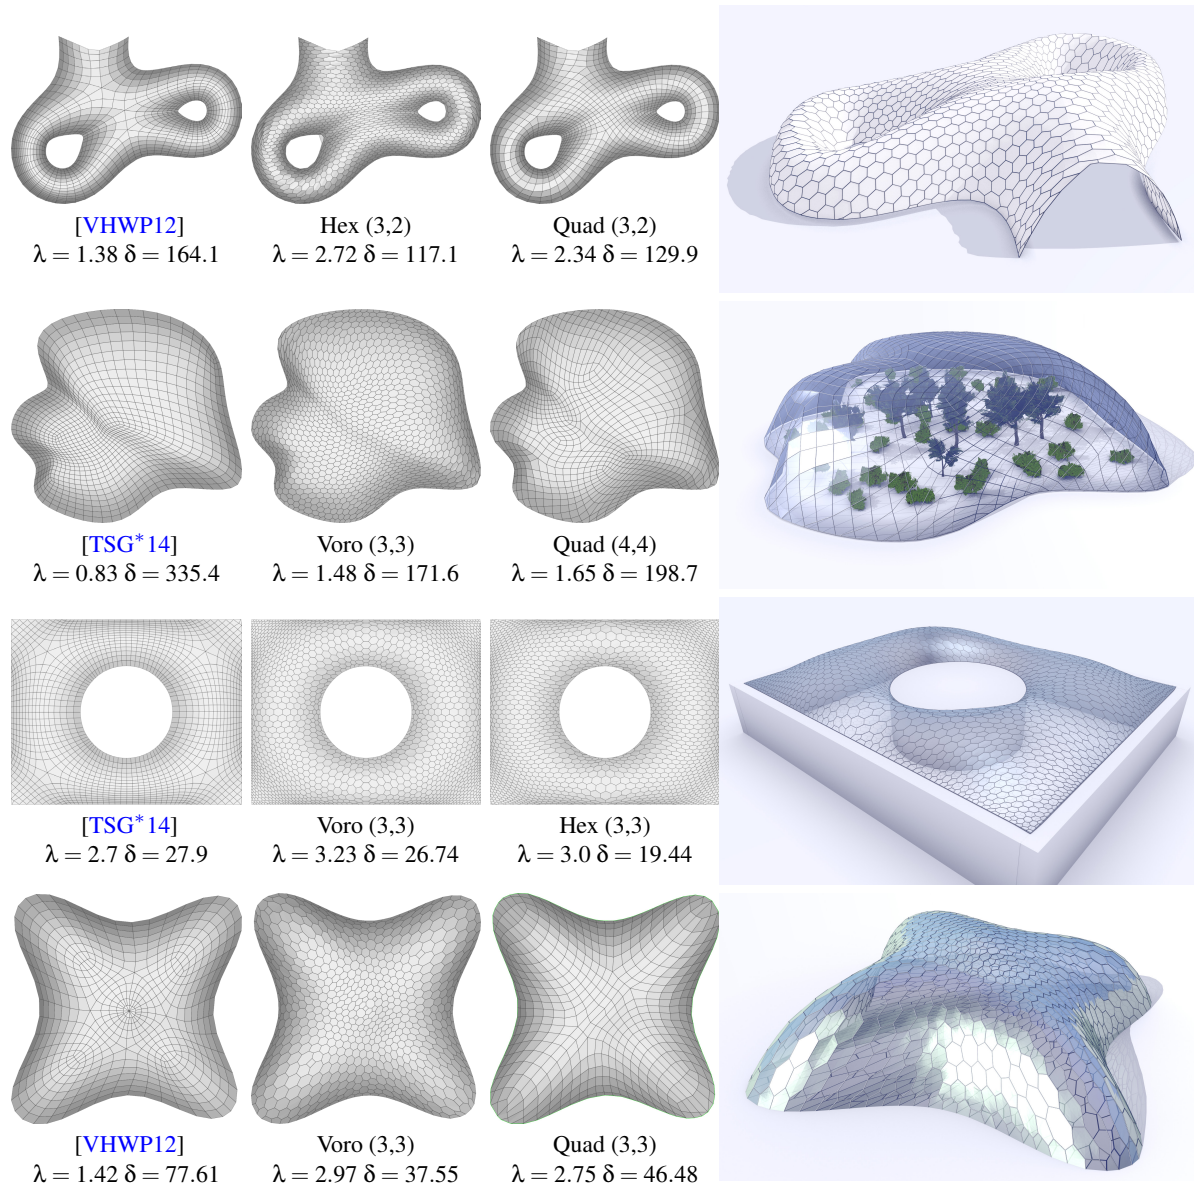 [VHWP12] Hex (3,2) Quad (3,2)
λ = 1.38 δ = 164.1 λ = 2.72 δ = 117.1 λ = 2.34 δ = 129.9
[TSG*14] Voro (3,3) Quad (4,4)
λ = 0.83 δ = 335.4 λ = 1.48 δ = 171.6 λ = 1.65 δ = 198.7
[TSG*14] Voro (3,3) Hex (3,3)
λ = 2.7 δ = 27.9 λ = 3.23 δ = 26.74 λ = 3.0 δ = 19.44
[VHWP12] Voro (3,3) Quad (3,3)
λ = 1.42 δ = 77.61 λ = 2.97 δ = 37.55 λ = 2.75 δ = 46.48